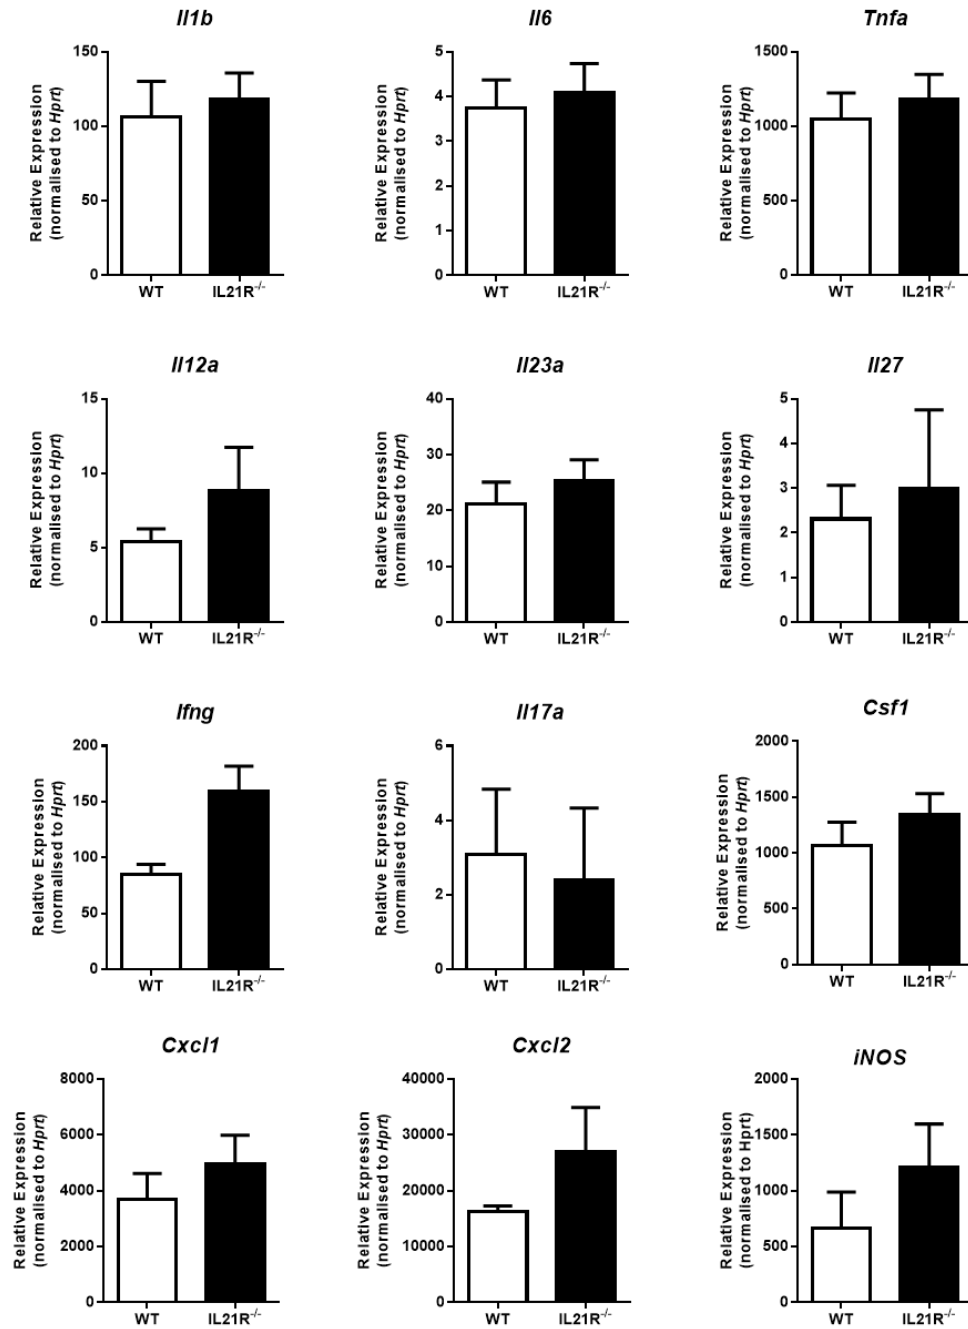 Il1b
Relative Expression
(normalised to Hprt)
150
100
50
0
WT
IL21R-/-
Il6
Relative Expression
(normalised to Hprt)
5
4
3
2
1
0
WT
IL21R-/-
Tnfa
Relative Expression
(normalised to Hprt)
1500
1000
500
0
WT
IL21R-/-
Il12a
Relative Expression
(normalised to Hprt)
15
10
5
0
WT
IL21R-/-
Il23a
Relative Expression
(normalised to Hprt)
40
30
20
10
0
WT
IL21R-/-
Il27
Relative Expression
(normalised to Hprt)
5
4
3
2
1
0
WT
IL21R-/-
Ifng
Relative Expression
(normalised to Hprt)
200
150
100
50
0
WT
IL21R-/-
Il17a
Relative Expression
(normalised to Hprt)
6
4
2
0
WT
IL21R-/-
Csf1
Relative Expression
(normalised to Hprt)
2000
1500
1000
500
0
WT
IL21R-/-
Cxcl1
Relative Expression
(normalised to Hprt)
8000
6000
4000
2000
0
WT
IL21R-/-
Cxcl2
Relative Expression
(normalised to Hprt)
40000
30000
20000
10000
0
WT
IL21R-/-
iNOS
Relative Expression
(normalised to Hprt)
2000
1500
1000
500
0
WT
IL21R-/-